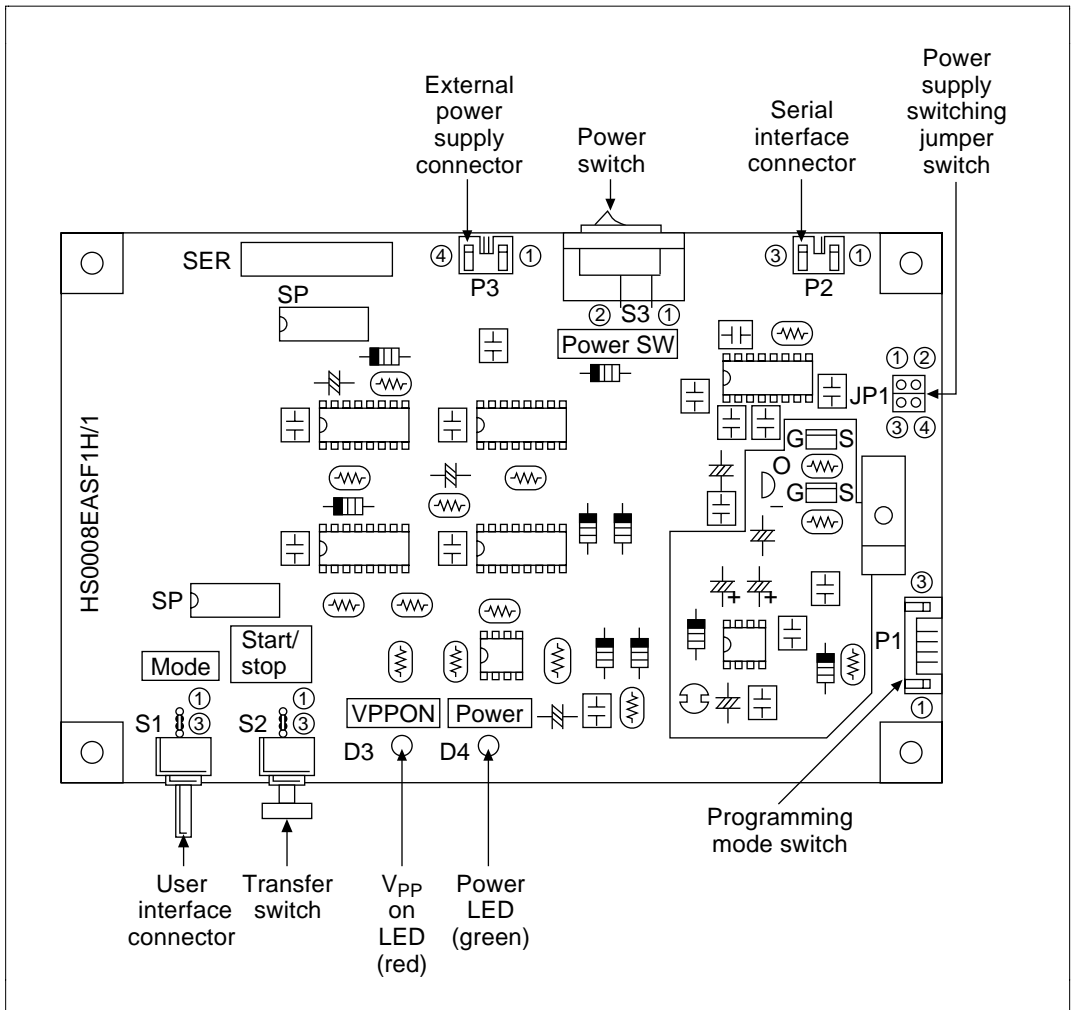 External
power
supply
connector
Power
switch
Serial
interface
connector
Power
supply
switching
jumper
switch
SER
④ ①
P3
② S3 ①
Power SW
③ ①
P2
SP
① ②
JP1
③ ④
G S
O
G S
I
HS0008EASF1H/1
SP
Mode
Start/
stop
①
③
S1
①
③
S2
VPPON
Power
D3
D4
+ +
③
P1
①
Programming
mode switch
User
interface
connector
Transfer
switch
VPP
on
LED
(red)
Power
LED
(green)